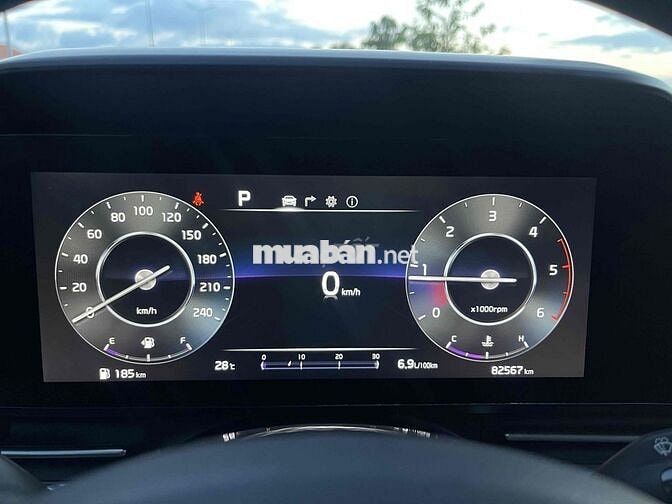 P
100
80 120
60 150
40 180
20 210
0 240
km/h
E F
185 km
muaban.net
0 km/h
3
2 4
1 5
0 6
x1000rpm
C H
28°C
0 10 20 30
6.9L/100km
82567 km